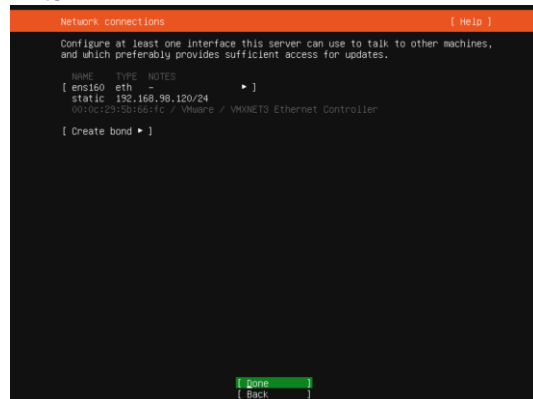 Network connections [ Help ]
Configure at least one interface this server can use to talk to other machines,
and which preferably provides sufficient access for updates.
NAME TYPE NOTES
[ ens160 eth - ▸ ]
static 192.168.98.120/24
00:0c:29:5b:66:fc / VMware / VMXNET3 Ethernet Controller
[ Create bond ▸ ]
[ Done ]
[ Back ]